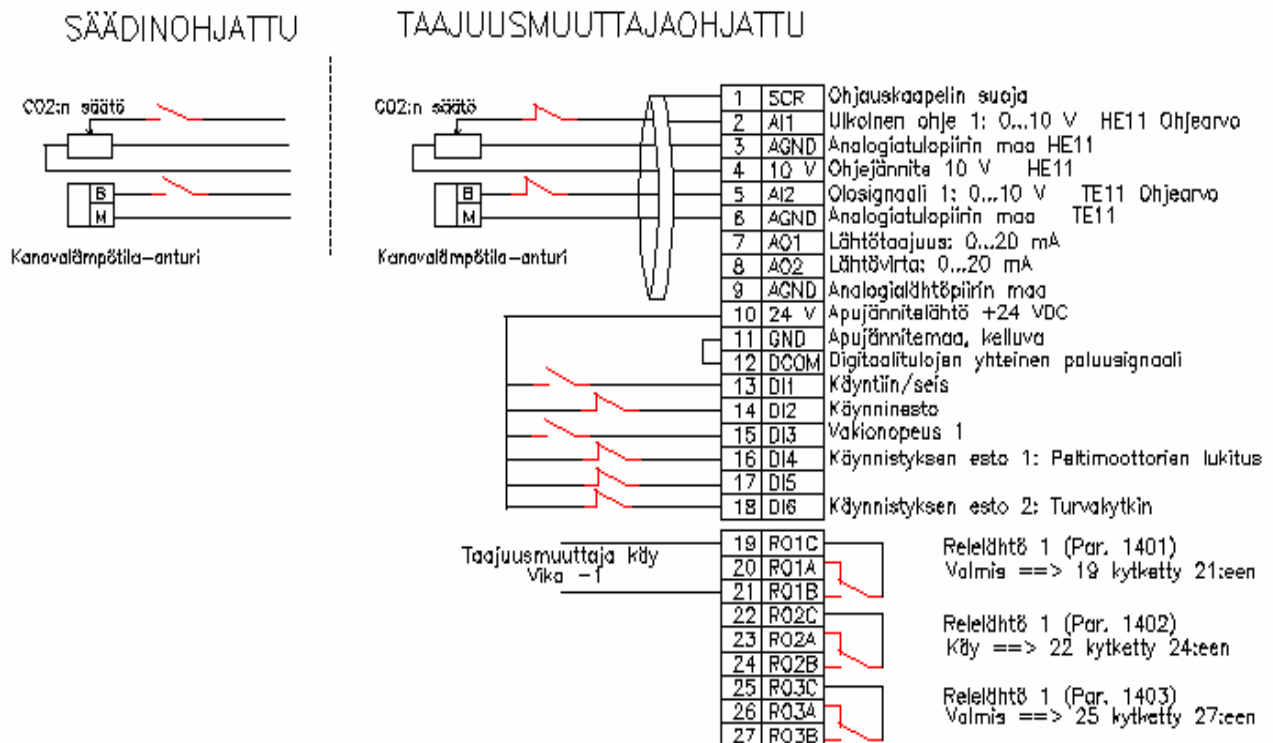 SÄÄDINOHJATTU
TAAJUUSMUUTTAJAOHJATTU
CO2:n säätö
B
M
Kanavalämpötila-anturi
CO2:n säätö
B
M
Kanavalämpötila-anturi
1 SCR Ohjauskaapelin suoja
2 AI1 Ulkoinen ohje 1: 0...10 V HE11 Ohjearvo
3 AGND Analogiatulopiirin maa HE11
4 10 V Ohjejännite 10 V HE11
5 AI2 Olosignaali 1: 0...10 V TE11 Ohjearvo
6 AGND Analogiatulopiirin maa TE11
7 AO1 Lähtötaajuus: 0...20 mA
8 AO2 Lähtövirta: 0...20 mA
9 AGND Analogialähtöpiirin maa
10 24 V Apujännitelähtö +24 VDC
11 GND Apujännitemaa, kelluva
12 DCOM Digitaalitulojen yhteinen paluusignaali
13 DI1 Käyntiin/seis
14 DI2 Käynninesto
15 DI3 Vakionopeus 1
16 DI4 Käynnistyksen esto 1: Peltimoottorien lukitus
17 DI5
18 DI6 Käynnistyksen esto 2: Turvakytkin
Taajuusmuuttaja käy
Vika -1
19 RO1C
20 RO1A
21 RO1B
Relelähtö 1 (Par. 1401)
Valmis ==> 19 kytketty 21:een
22 RO2C
23 RO2A
24 RO2B
Relelähtö 1 (Par. 1402)
Käy ==> 22 kytketty 24:een
25 RO3C
26 RO3A
27 RO3B
Relelähtö 1 (Par. 1403)
Valmis ==> 25 kytketty 27:een